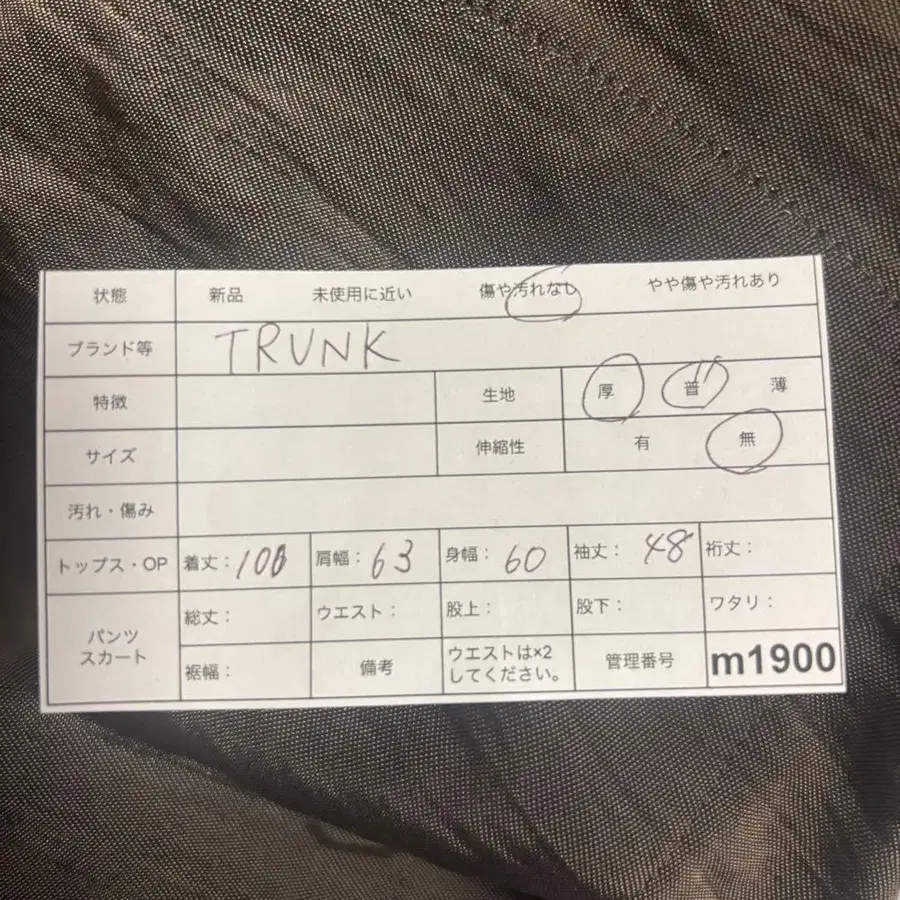 状態 新品 未使用に近い 傷や汚れなし やや傷や汚れあり
ブランド等 TRUNK
特徴 生地 厚 普 薄
サイズ 伸縮性 有 無
汚れ・傷み
トップス・OP 着丈：100 肩幅：63 身幅：60 袖丈：48 裄丈：
パンツ
スカート
総丈： ウエスト： 股上： 股下： ワタリ：
裾幅： 備考 ウエストは×2
してください。 管理番号 m1900